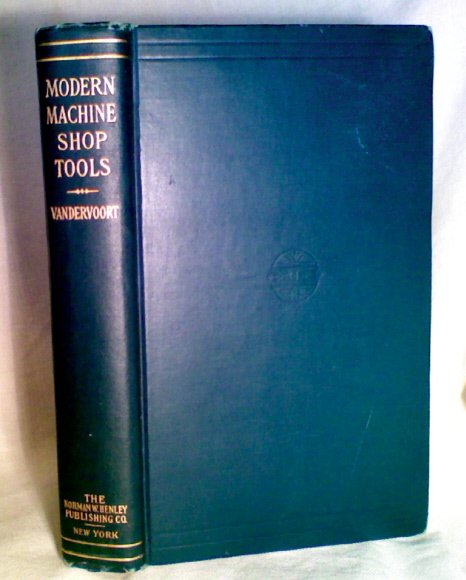 MODERN
MACHINE
SHOP
TOOLS
VANDERVOORT
THE
NORMAN W. HENLEY
PUBLISHING CO.
NEW YORK